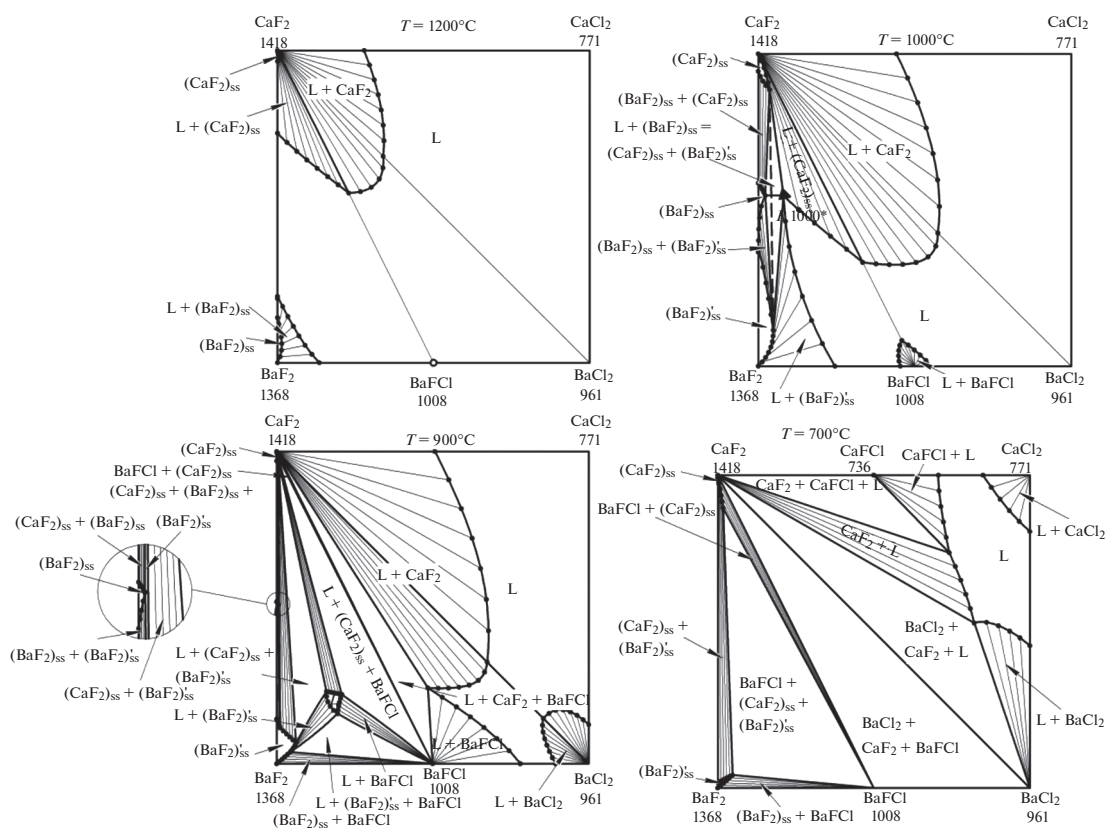 CaF2
1418
T = 1200°C
CaCl2
771
(CaF2)ss
L + CaF2
L + (CaF2)ss
L
L + (BaF2)ss
(BaF2)ss
BaF2
1368
BaFCl
1008
BaCl2
961
CaF2
1418
T = 1000°C
CaCl2
771
(CaF2)ss
(BaF2)ss + (CaF2)ss
L + (BaF2)ss =
(CaF2)ss + (BaF2)'ss
L + (CaF2)ss
L + CaF2
(BaF2)ss
1000*
(BaF2)ss + (BaF2)'ss
(BaF2)'ss
L
BaF2
1368
L + (BaF2)'ss
BaFCl
1008
L + BaFCl
BaCl2
961
CaF2
1418
T = 900°C
CaCl2
771
(CaF2)ss
BaFCl + (CaF2)ss
(CaF2)ss + (BaF2)ss +
(CaF2)ss + (BaF2)ss
(BaF2)'ss
(BaF2)ss
L + CaF2
L
L + (CaF2)ss + BaFCl
(BaF2)ss + (BaF2)'ss
L + (CaF2)ss +
(BaF2)'ss
(CaF2)ss + (BaF2)'ss
L + CaF2 + BaFCl
L + (BaF2)'ss
(BaF2)'ss
L + BaFCl
BaF2
1368
L + BaFCl
L + (BaF2)'ss + BaFCl
(BaF2)ss + BaFCl
BaFCl
1008
L + BaCl2
BaCl2
961
T = 700°C
CaF2
1418
CaFCl
736
CaFCl + L
CaCl2
771
(CaF2)ss
CaF2 + CaFCl + L
BaFCl + (CaF2)ss
CaF2 + L
L + CaCl2
L
(CaF2)ss +
(BaF2)'ss
BaCl2 +
CaF2 + L
BaFCl +
(CaF2)ss +
(BaF2)'ss
BaCl2 +
CaF2 + BaFCl
L + BaCl2
(BaF2)'ss
BaF2
1368
(BaF2)ss + BaFCl
BaFCl
1008
BaCl2
961